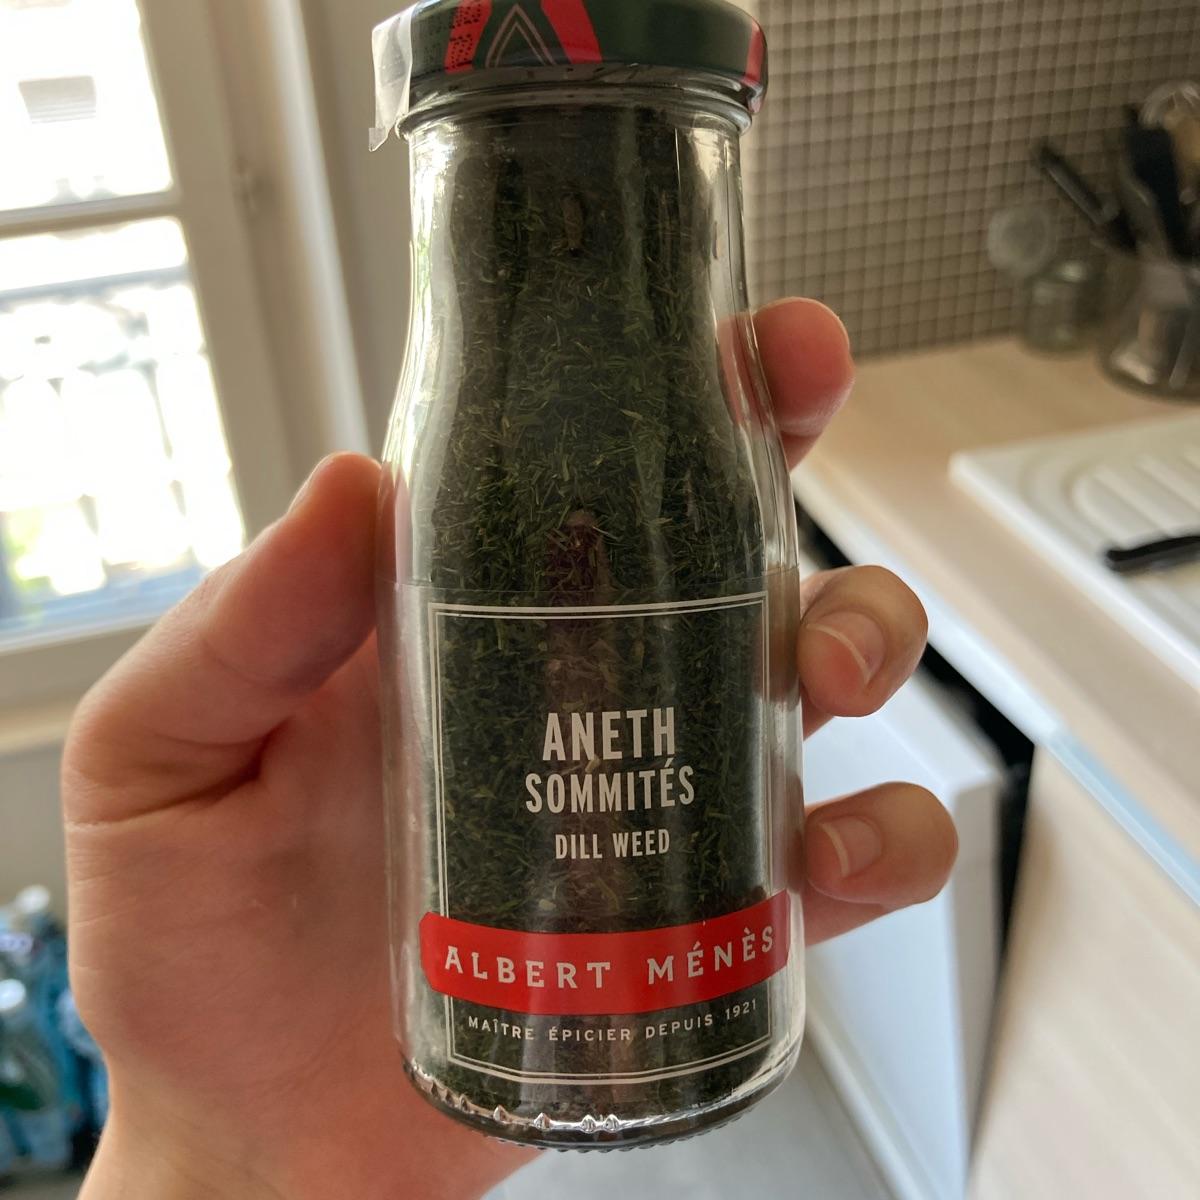 ANETH
SOMMITÉS
DILL WEED
ALBERT MÉNÈS
MAÎTRE ÉPICIER DEPUIS 1921